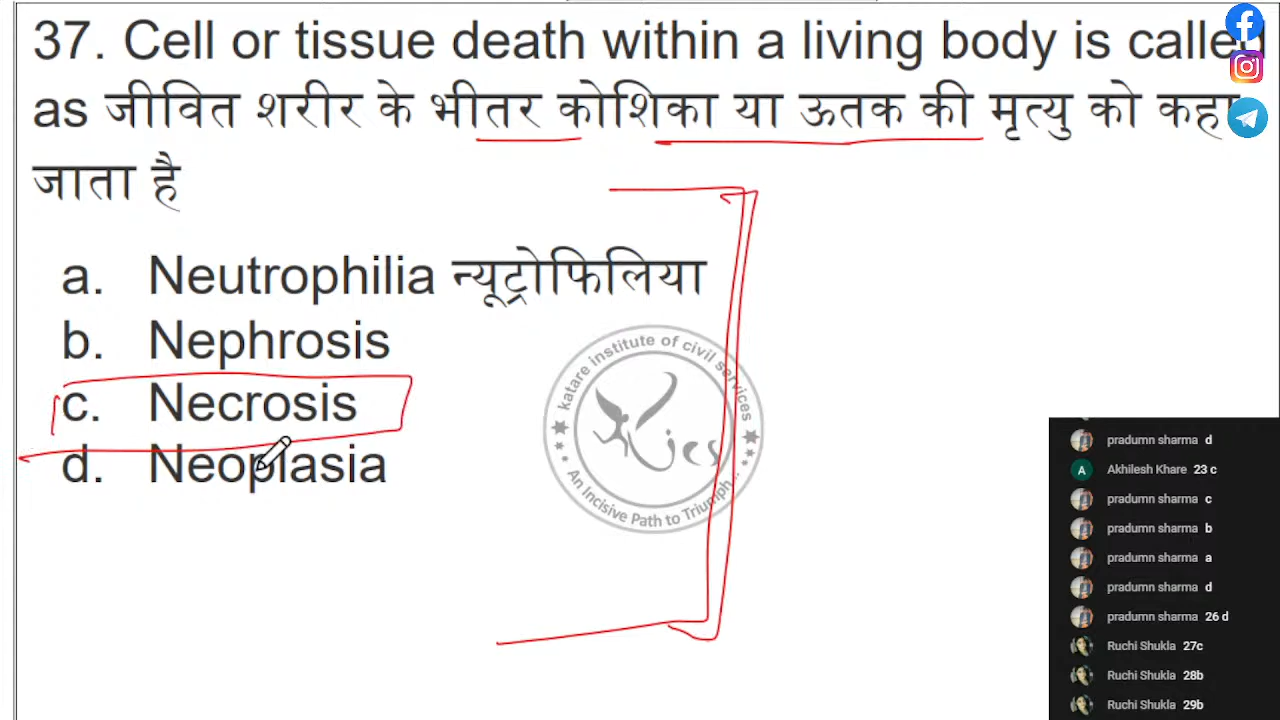 37. Cell or tissue death within a living body is called
as जीवित शरीर के भीतर कोशिका या ऊतक की मृत्यु को कहा
जाता है
a. Neutrophilia न्यूट्रोफिलिया
b. Nephrosis
c. Necrosis
d. Neoplasia
katare institute of civil services
kics
An Incisive Path to Triumph..
pradumn sharma d
A Akhilesh Khare 23 c
pradumn sharma c
pradumn sharma b
pradumn sharma a
pradumn sharma d
pradumn sharma 26 d
Ruchi Shukla 27c
Ruchi Shukla 28b
Ruchi Shukla 29b